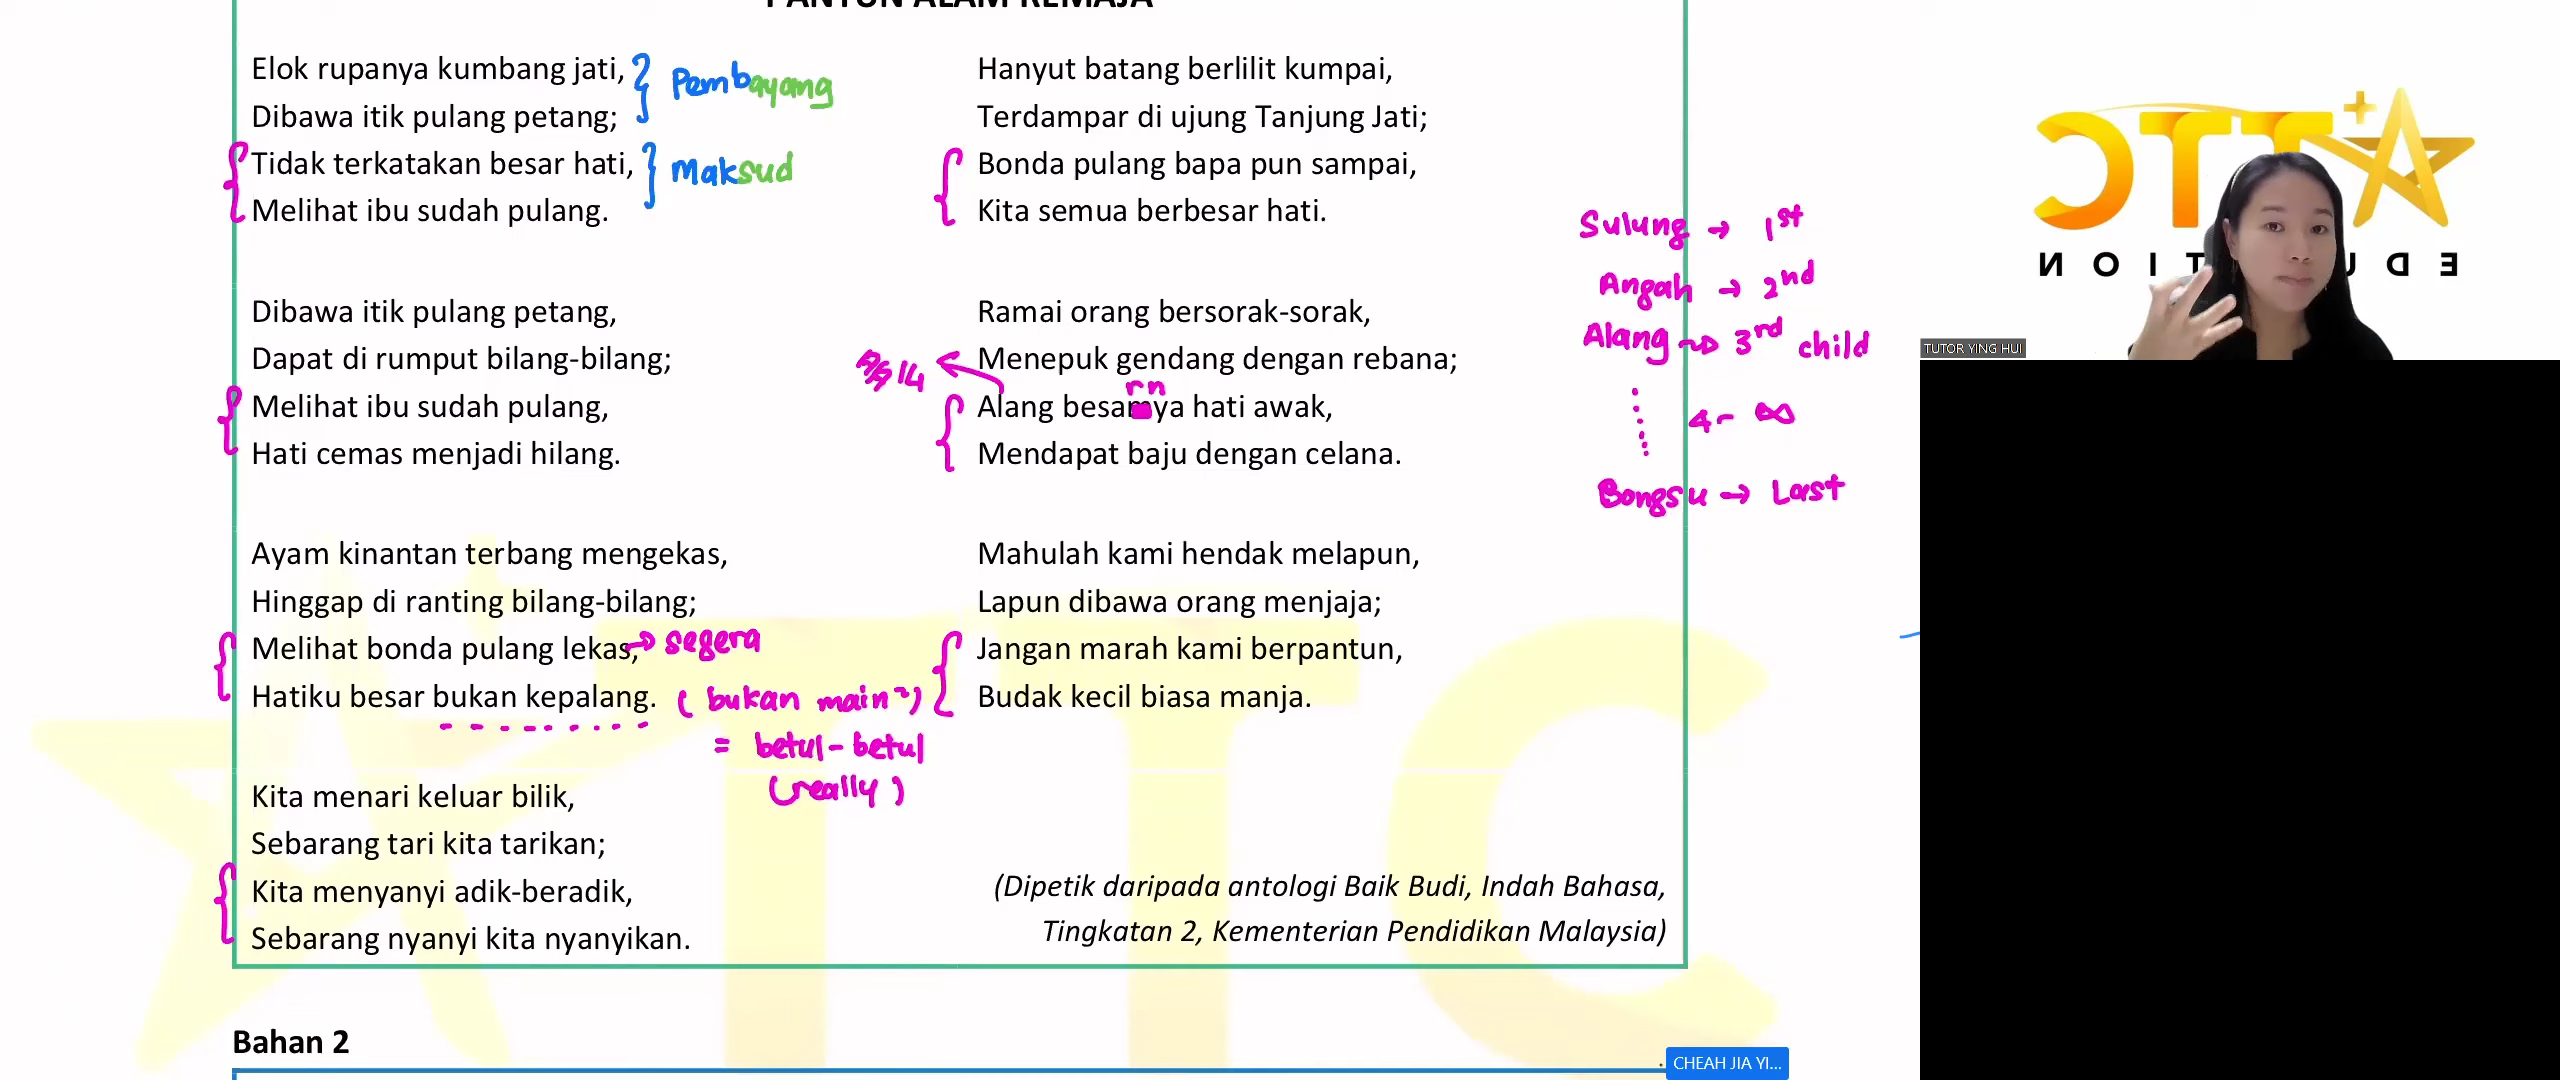 PANTUN ALAM REMAJA
Elok rupanya kumbang jati,
Dibawa itik pulang petang;
Pembayang
Tidak terkatakan besar hati,
Melihat ibu sudah pulang.
Maksud
Dibawa itik pulang petang,
Dapat di rumput bilang-bilang;
Melihat ibu sudah pulang,
Hati cemas menjadi hilang.
Ayam kinantan terbang mengekas,
Hinggap di ranting bilang-bilang;
Melihat bonda pulang lekas, → segera
Hatiku besar bukan kepalang. (bukan main²)
= betul-betul
(really)
Kita menari keluar bilik,
Sebarang tari kita tarikan;
Kita menyanyi adik-beradik,
Sebarang nyanyi kita nyanyikan.
Hanyut batang berlilit kumpai,
Terdampar di ujung Tanjung Jati;
Bonda pulang bapa pun sampai,
Kita semua berbesar hati.
Ramai orang bersorak-sorak,
Menepuk gendang dengan rebana;
rn
Alang besarnya hati awak,
Mendapat baju dengan celana.
Mahulah kami hendak melapun,
Lapun dibawa orang menjaja;
Jangan marah kami berpantun,
Budak kecil biasa manja.
(Dipetik daripada antologi Baik Budi, Indah Bahasa,
Tingkatan 2, Kementerian Pendidikan Malaysia)
Sulung → 1st
Angah → 2nd
Alang → 3rd child
4 - ∞
Bongsu → Last
Bahan 2
TTC
TUTOR YING HUI
CHEAH JIA YI...